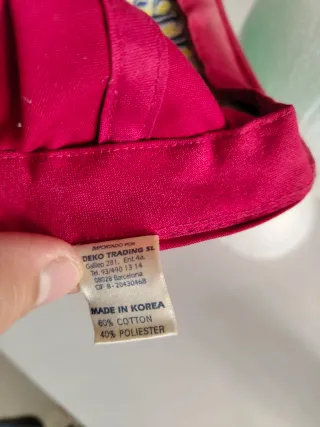 IMPORTADO POR
DEKO TRADING SL
Galileo 281, Ent.4a.
Tel. 93/440 13 14
08028 Barcelona
CIF B-20430468
MADE IN KOREA
60% COTTON
40% POLIESTER